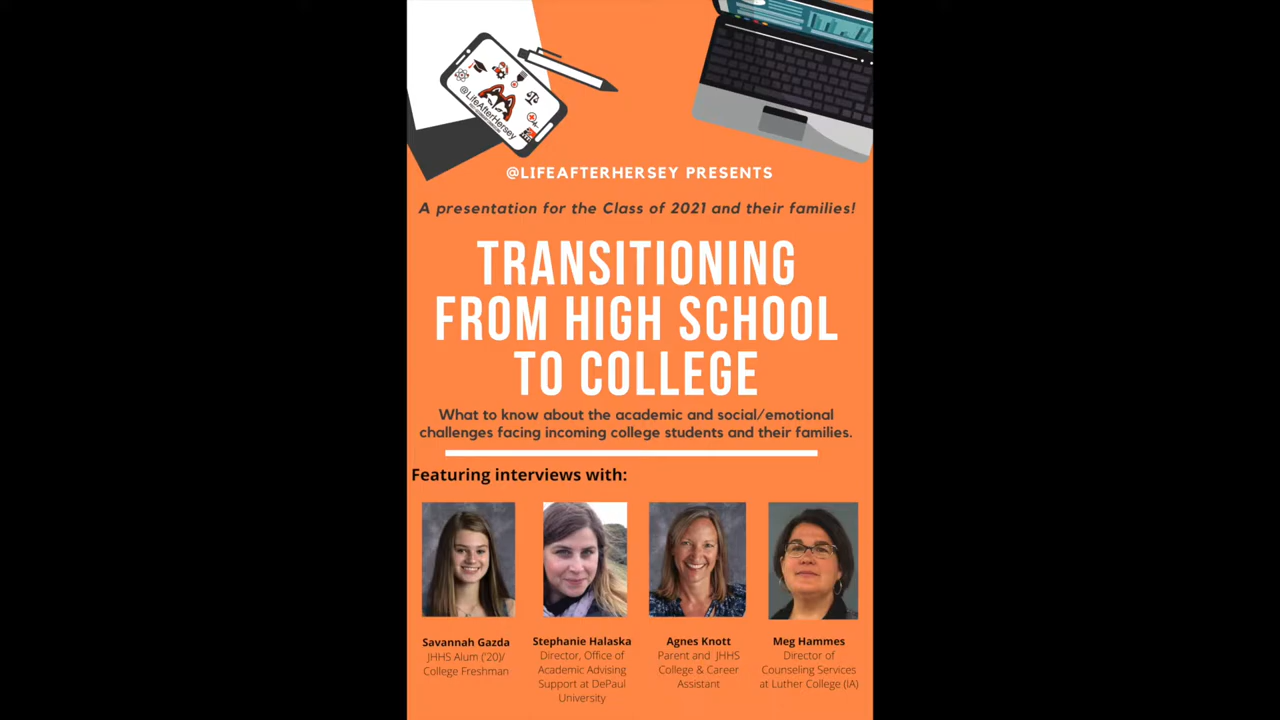 @LifeAfterHersey
@LIFEAFTERHERSEY PRESENTS
A presentation for the Class of 2021 and their families!
TRANSITIONING
FROM HIGH SCHOOL
TO COLLEGE
What to know about the academic and social/emotional
challenges facing incoming college students and their families.
Featuring interviews with:
Savannah Gazda
JHHS Alum ('20)/
College Freshman
Stephanie Halaska
Director, Office of
Academic Advising
Support at DePaul
University
Agnes Knott
Parent and JHHS
College & Career
Assistant
Meg Hammes
Director of
Counseling Services
at Luther College (IA)